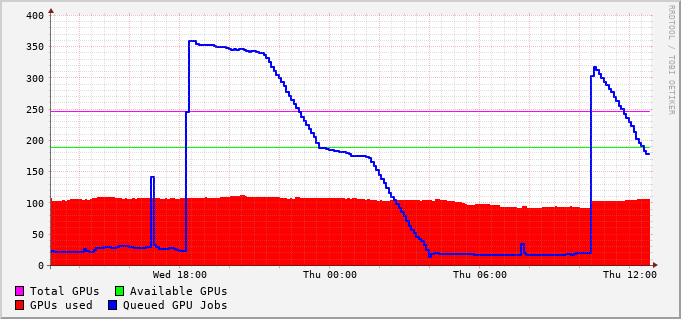 400
350
300
250
200
150
100
50
0
Wed 18:00 Thu 00:00 Thu 06:00 Thu 12:00
Total GPUs Available GPUs
GPUs used Queued GPU Jobs
RRDTOOL / TOBI OETIKER